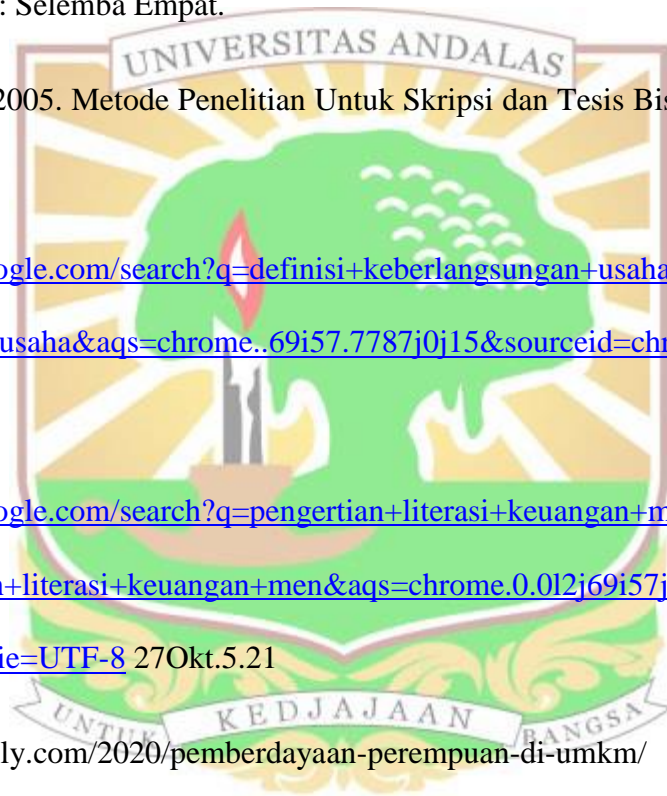 : Selemba Empat.
UNIVERSITAS ANDALAS
2005. Metode Penelitian Untuk Skripsi dan Tesis Bis
ogle.com/search?q=definisi+keberlangsungan+usaha
usaha&aqs=chrome..69i57.7787j0j15&sourceid=chr
ogle.com/search?q=pengertian+literasi+keuangan+m
+literasi+keuangan+men&aqs=chrome.0.0l2j69i57j
ie=UTF-8 27Okt.5.21
UNTUK KEDJAJAAN BANGSA
ly.com/2020/pemberdayaan-perempuan-di-umkm/